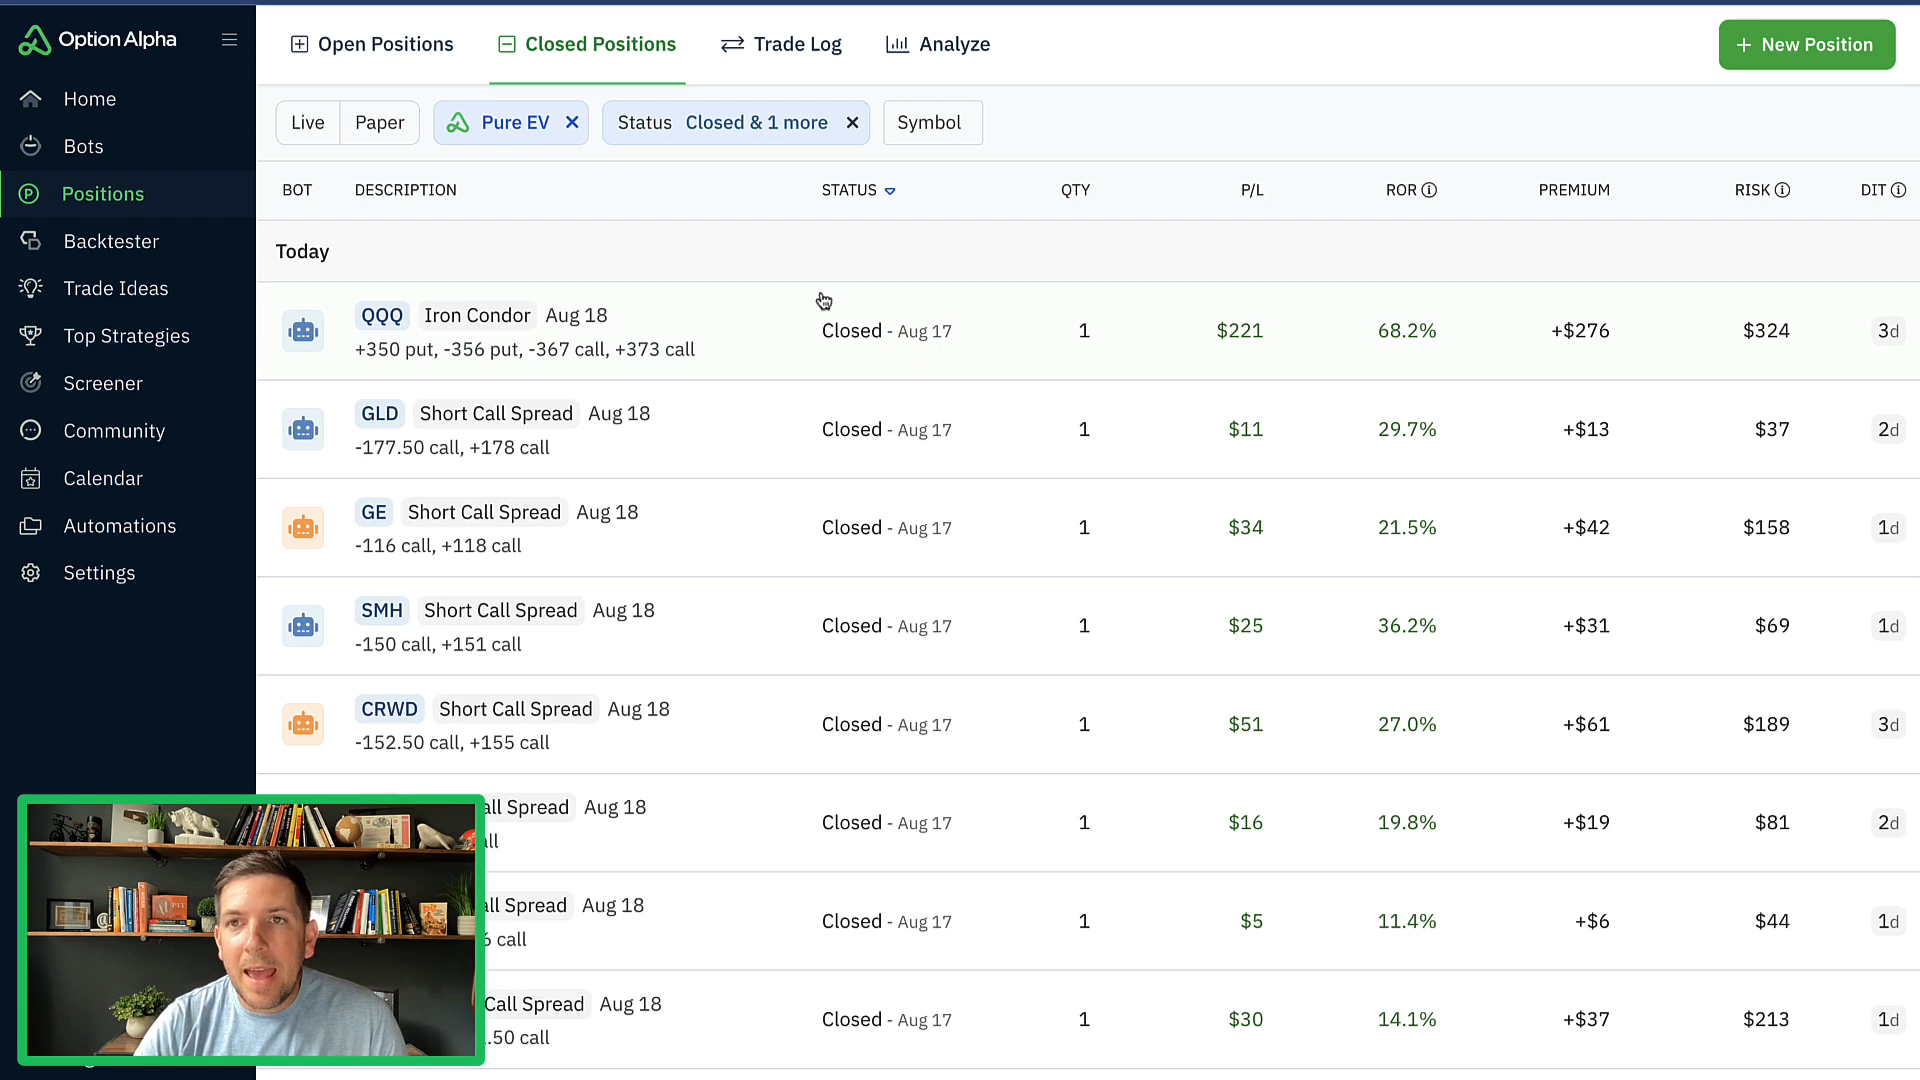 Option Alpha
Home
Bots
Positions
Backtester
Trade Ideas
Top Strategies
Screener
Community
Calendar
Automations
Settings
Open Positions Closed Positions Trade Log Analyze + New Position
Live Paper Pure EV Status Closed & 1 more Symbol
BOT DESCRIPTION STATUS QTY P/L ROR PREMIUM RISK DIT
Today
QQQ Iron Condor Aug 18
+350 put, -356 put, -367 call, +373 call
Closed - Aug 17 1 $221 68.2% +$276 $324 3d
GLD Short Call Spread Aug 18
-177.50 call, +178 call
Closed - Aug 17 1 $11 29.7% +$13 $37 2d
GE Short Call Spread Aug 18
-116 call, +118 call
Closed - Aug 17 1 $34 21.5% +$42 $158 1d
SMH Short Call Spread Aug 18
-150 call, +151 call
Closed - Aug 17 1 $25 36.2% +$31 $69 1d
CRWD Short Call Spread Aug 18
-152.50 call, +155 call
Closed - Aug 17 1 $51 27.0% +$61 $189 3d
all Spread Aug 18
all
Closed - Aug 17 1 $16 19.8% +$19 $81 2d
all Spread Aug 18
6 call
Closed - Aug 17 1 $5 11.4% +$6 $44 1d
Call Spread Aug 18
.50 call
Closed - Aug 17 1 $30 14.1% +$37 $213 1d